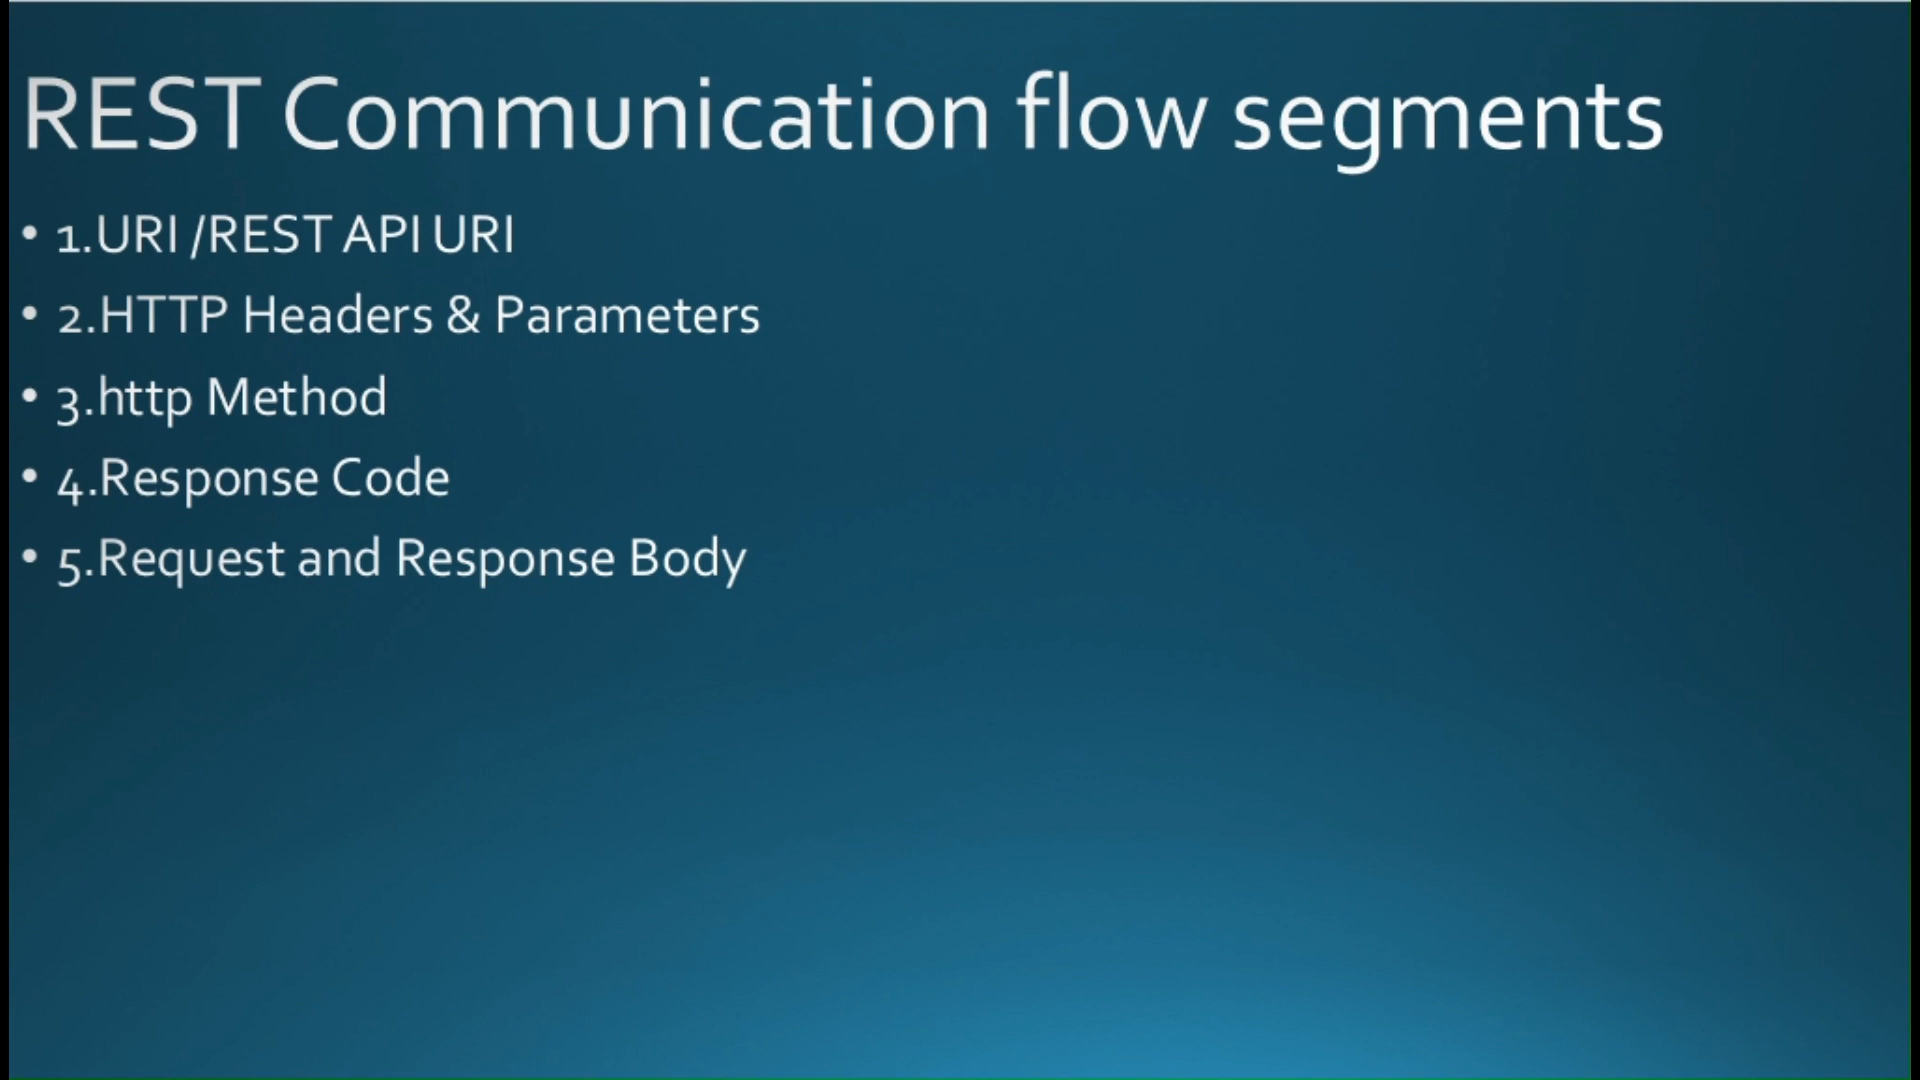 REST Communication flow segments
• 1.URI /REST API URI
• 2.HTTP Headers & Parameters
• 3.http Method
• 4.Response Code
• 5.Request and Response Body